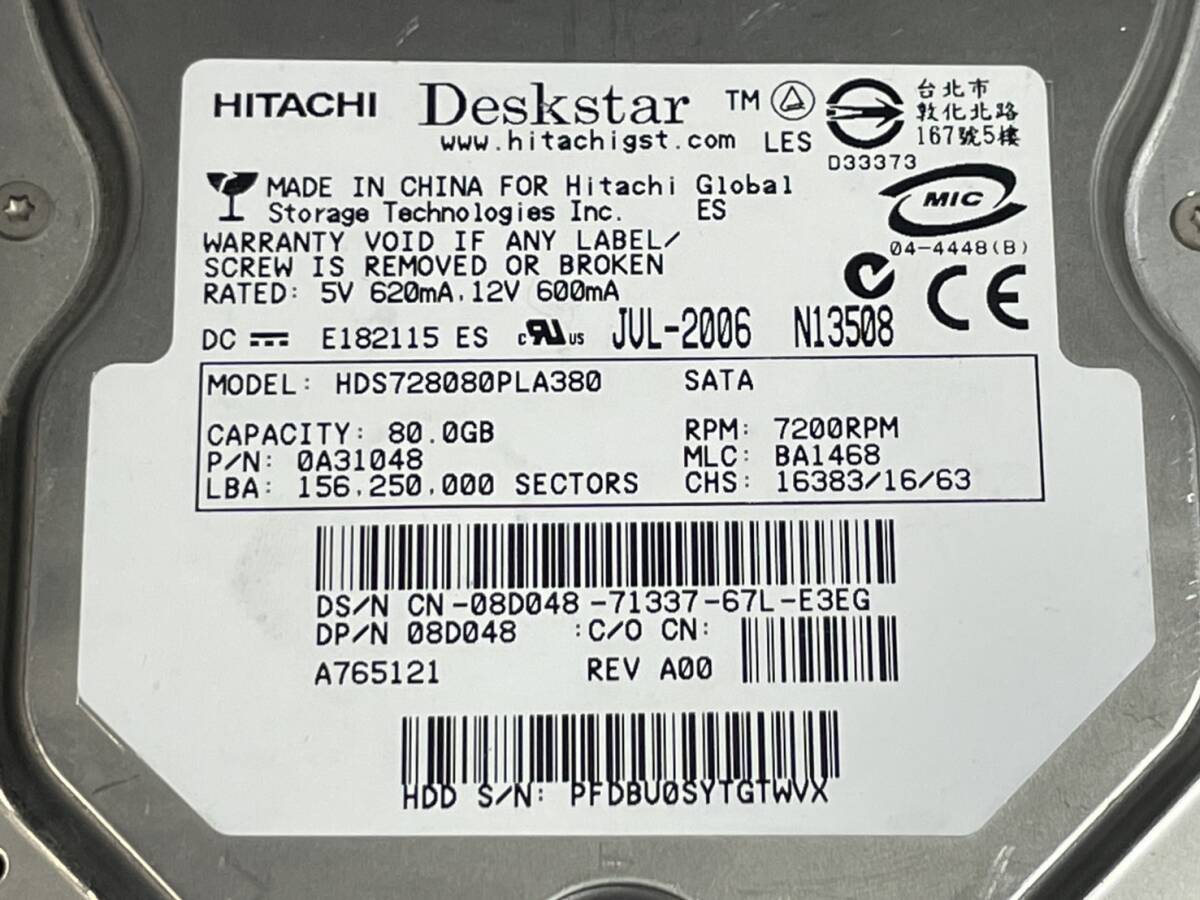 HITACHI Deskstar TM
www.hitachigst.com LES
D33373
台北市
敦化北路
167號5樓
MADE IN CHINA FOR Hitachi Global
Storage Technologies Inc. ES
MIC
04-4448(B)
WARRANTY VOID IF ANY LABEL/
SCREW IS REMOVED OR BROKEN
RATED: 5V 620mA,12V 600mA
CE
DC E182115 ES c RU us JUL-2006 N13508
MODEL: HDS728080PLA380 SATA
CAPACITY: 80.0GB RPM: 7200RPM
P/N: 0A31048 MLC: BA1468
LBA: 156,250,000 SECTORS CHS: 16383/16/63
DS/N CN-08D048-71337-67L-E3EG
DP/N 08D048 :C/O CN:
A765121 REV A00
HDD S/N: PFDBU0SYTGTWVX